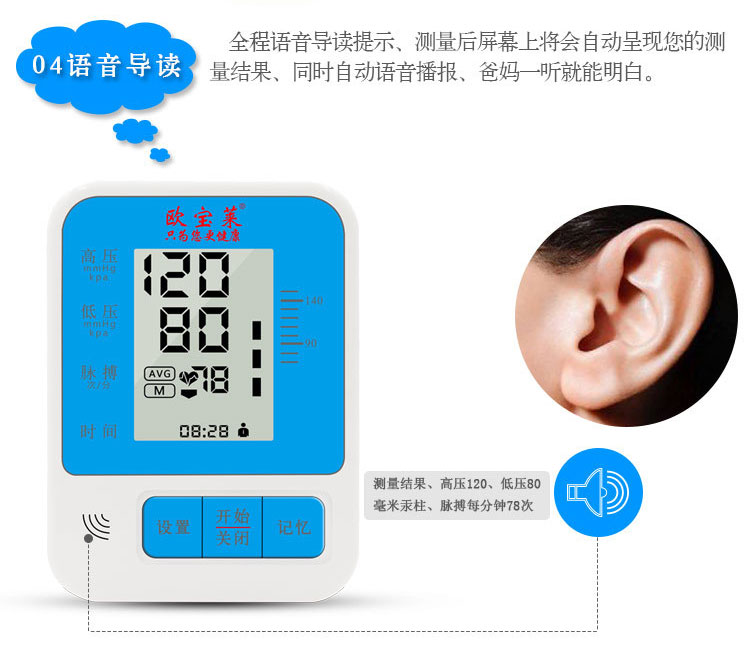 04语音导读
全程语音导读提示、测量后屏幕上将会自动呈现您的测
量结果、同时自动语音播报、爸妈一听就能明白。
欧宝莱®
只为您更健康
高压
mmHg
kpa
120
低压
mmHg
kpa
80
140
90
脉搏
次/分
AVG
M
78
时间
08:28
测量结果、高压120、低压80
毫米汞柱、脉搏每分钟78次
设置
开始
关闭
记忆